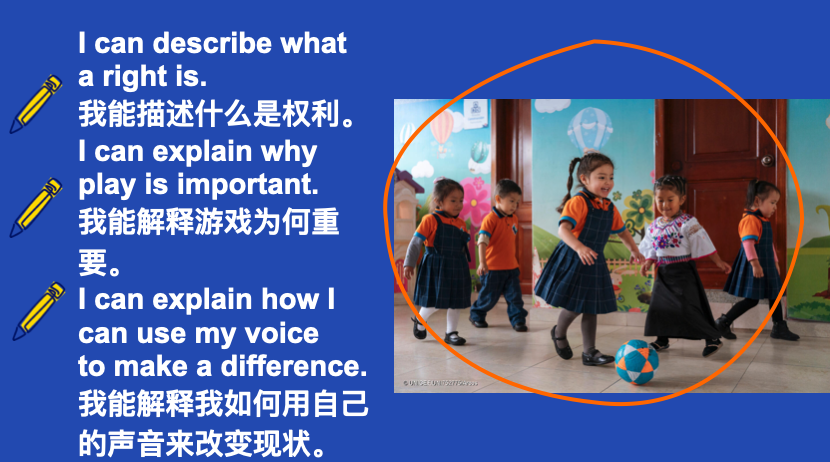 I can describe what
a right is.
我能描述什么是权利。
I can explain why
play is important.
我能解释游戏为何重
要。
I can explain how I
can use my voice
to make a difference.
我能解释我如何用自己
的声音来改变现状。